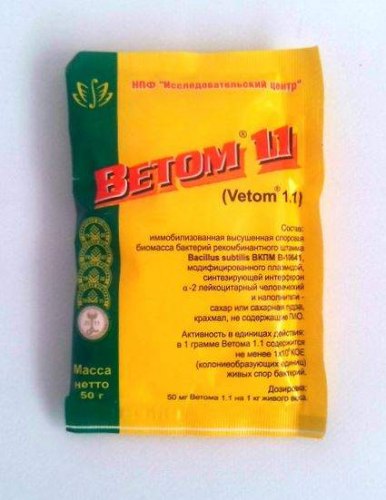 НПФ "Исследовательский центр"
ВЕТОМ® 1.1
(Vetom® 1.1)
Состав:
иммобилизованная высушенная споровая
биомасса бактерий рекомбинантного штамма
Bacillus subtilis ВКПМ В-10641,
модифицированного плазмидой,
синтезирующей интерферон
α-2 лейкоцитарный человеческий
и наполнители -
сахар или сахарная пудра,
крахмал, не содержащие ГМО.
Активность в единицах действия:
в 1 грамме Ветома 1.1 содержится
не менее КОЕ
(колониеобразующих единиц)
живых спор бактерий.
Дозировка:
50 мг Ветома 1.1 на 1 кг живого веса.
Масса
нетто
50 г